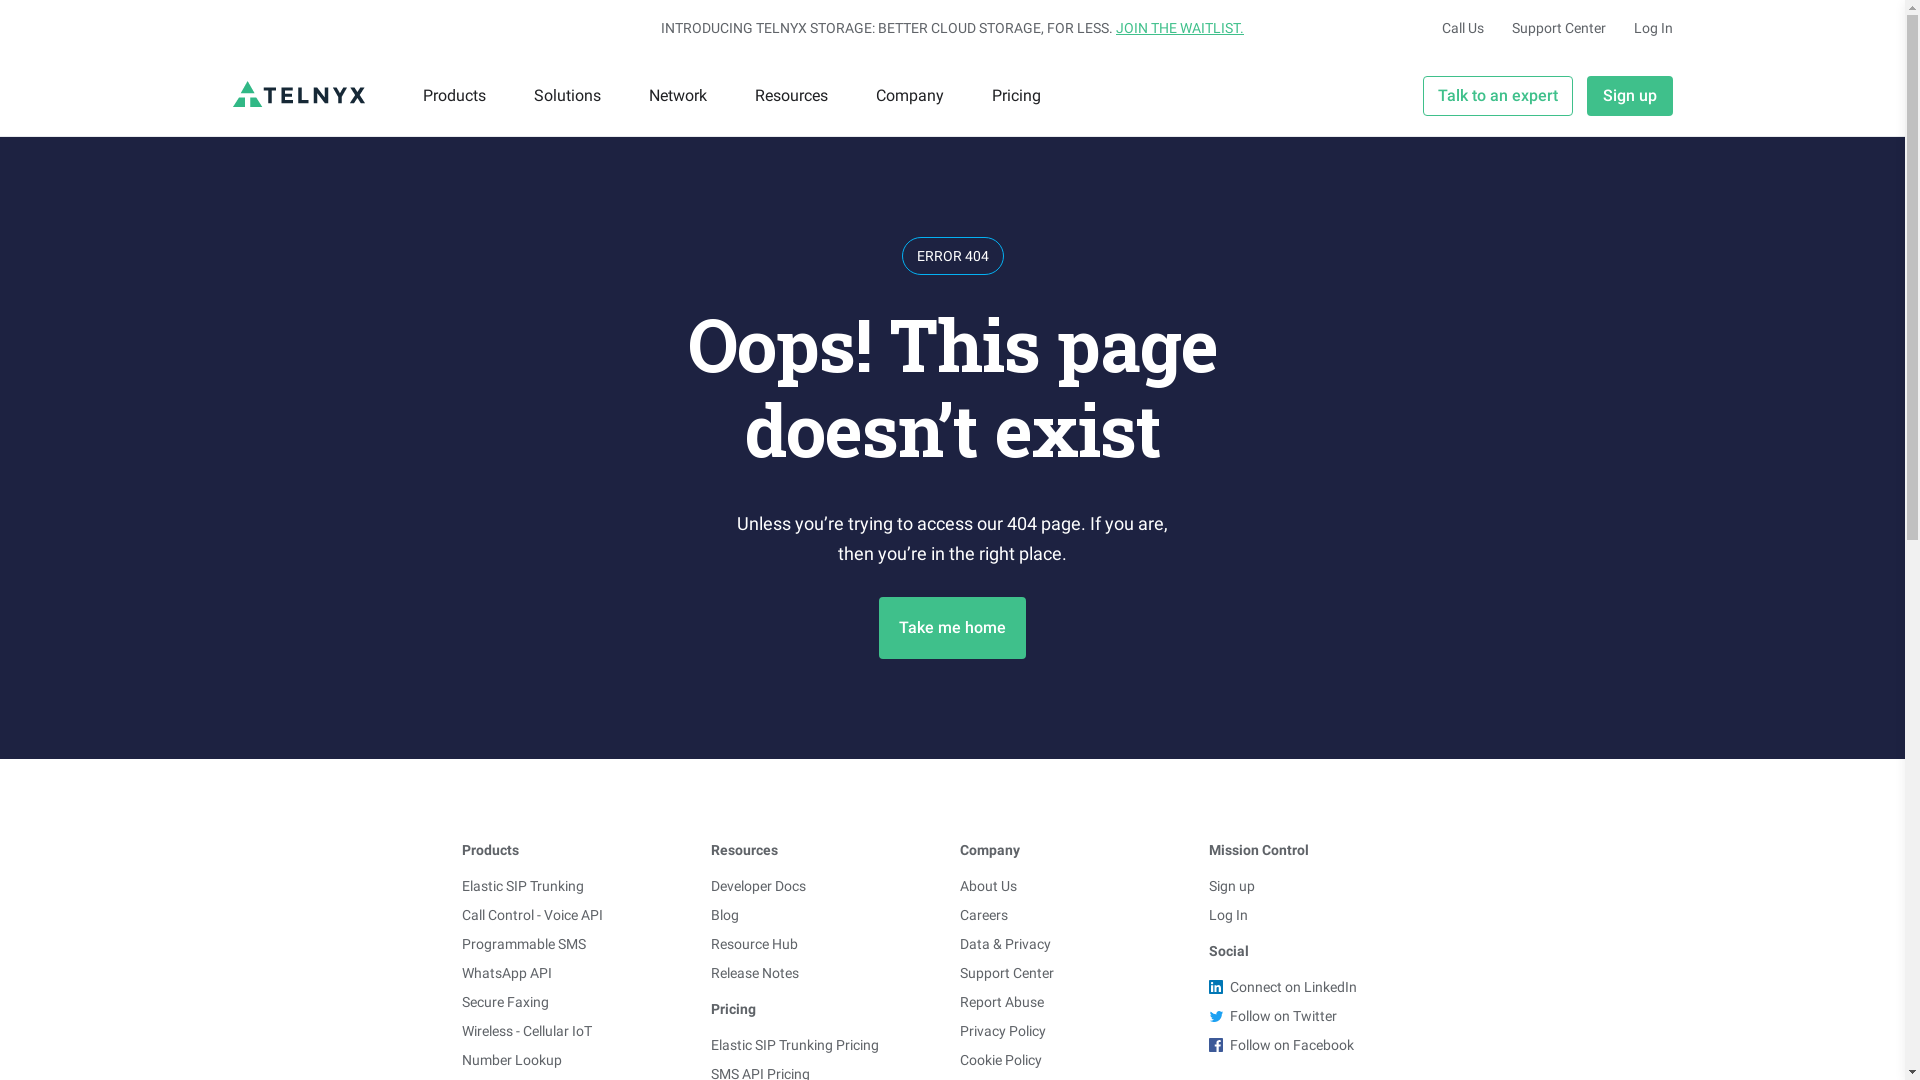 INTRODUCING TELNYX STORAGE: BETTER CLOUD STORAGE, FOR LESS. JOIN THE WAITLIST.
Call Us
Support Center
Log In
TELNYX
Products
Solutions
Network
Resources
Company
Pricing
Talk to an expert
Sign up
ERROR 404
Oops! This page
doesn’t exist
Unless you’re trying to access our 404 page. If you are,
then you’re in the right place.
Take me home
Products
Elastic SIP Trunking
Call Control - Voice API
Programmable SMS
WhatsApp API
Secure Faxing
Wireless - Cellular IoT
Number Lookup
Resources
Developer Docs
Blog
Resource Hub
Release Notes
Pricing
Elastic SIP Trunking Pricing
SMS API Pricing
Company
About Us
Careers
Data & Privacy
Support Center
Report Abuse
Privacy Policy
Cookie Policy
Mission Control
Sign up
Log In
Social
Connect on LinkedIn
Follow on Twitter
Follow on Facebook